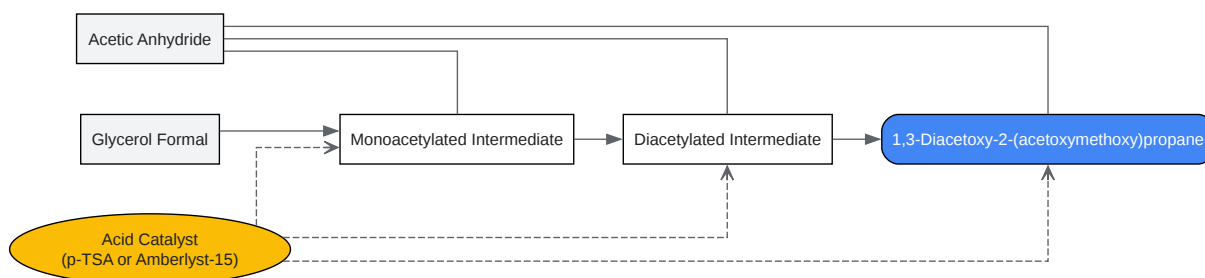 Acetic Anhydride
Glycerol Formal
Monoacetylated Intermediate
Diacetylated Intermediate
1,3-Diacetoxy-2-(acetoxymethoxy)propane
Acid Catalyst
(p-TSA or Amberlyst-15)